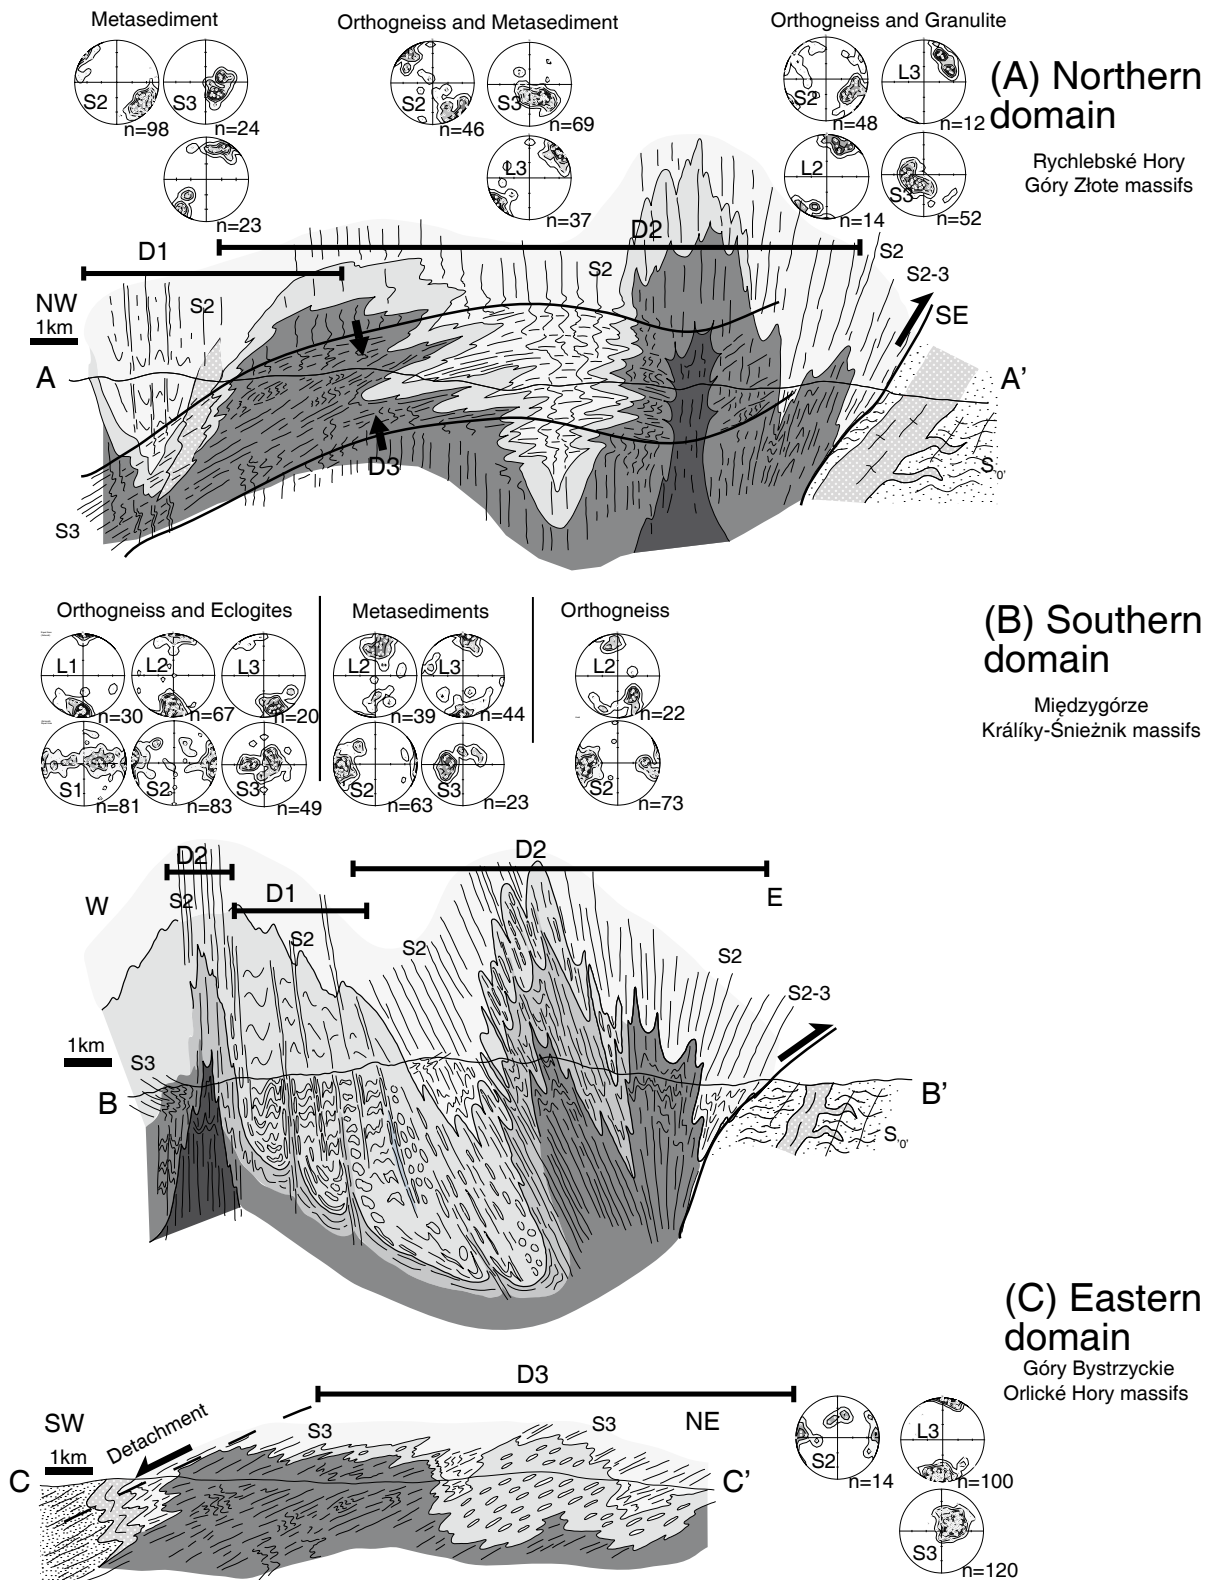 Metasediment
Orthogneiss and Metasediment
Orthogneiss and Granulite
(A) Northern
domain
Rychlebské Hory
Góry Złote massifs
S2
n=98
S3
n=24
n=23
S2
n=46
S3
n=69
L3
n=37
S2
n=48
L3
n=12
L2
n=14
S3
n=52
D1
D2
NW
1km
S2
S2
S2
S2-3
SE
A
A'
D3
S3
S'0'
Orthogneiss and Eclogites
Metasediments
Orthogneiss
(B) Southern
domain
Międzygórze
Králíky-Śnieżnik massifs
L1
n=30
L2
n=67
L3
n=20
L2
n=39
L3
n=44
L2
n=22
S1
n=81
S2
n=83
S3
n=49
S2
n=63
S3
n=23
S2
n=73
D2
D1
D2
W
E
S2
S2
S2
S2
S2-3
1km
S3
B
B'
S'0'
(C) Eastern
domain
Góry Bystrzyckie
Orlické Hory massifs
D3
SW
NE
Detachment
S3
S3
1km
C
C'
S2
n=14
L3
n=100
S3
n=120